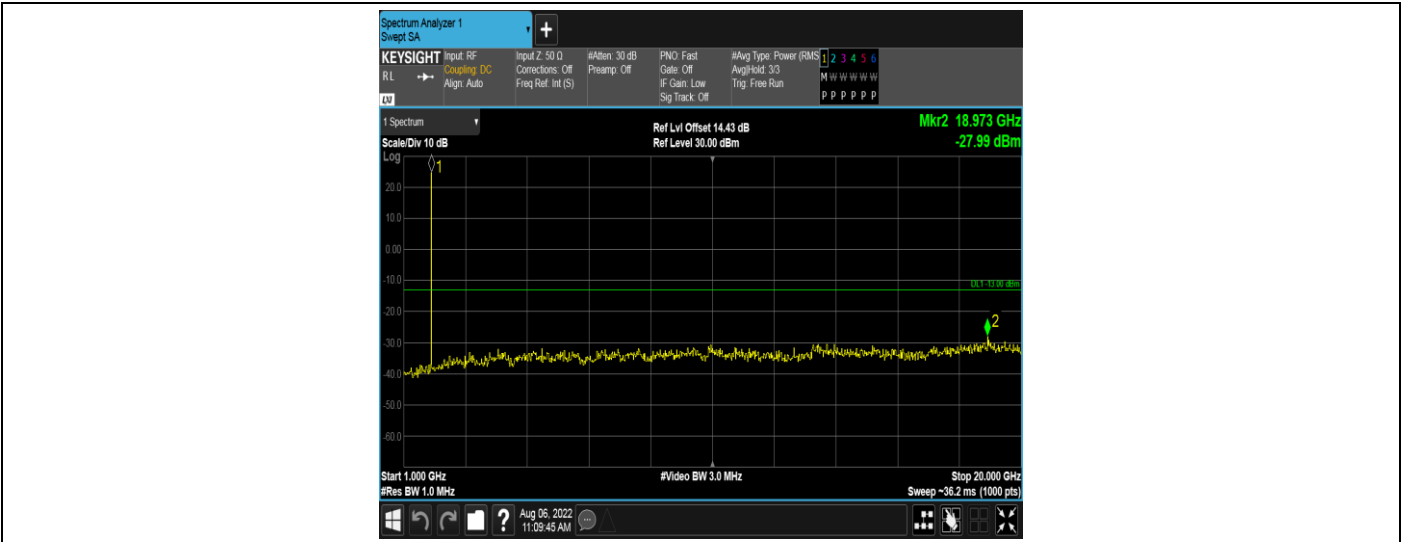 Spectrum Analyzer 1
Swept SA
+
KEYSIGHT Input: RF Input Z: 50 Ω #Atten: 30 dB PNO: Fast #Avg Type: Power (RMS 1 2 3 4 5 6
RL Coupling: DC Corrections: Off Preamp: Off Gate: Off Avg|Hold: 3/3 M W W W W W
Align: Auto Freq Ref: Int (S) IF Gain: Low Trig: Free Run
Sig Track: Off P P P P P P
LXI
1 Spectrum Ref Lvl Offset 14.43 dB Mkr2 18.973 GHz
Scale/Div 10 dB Ref Level 30.00 dBm -27.99 dBm
Log
1
20.0
10.0
0.00
-10.0
DL1 -13.00 dBm
-20.0
2
-30.0
-40.0
-50.0
-60.0
Start 1.000 GHz #Video BW 3.0 MHz Stop 20.000 GHz
#Res BW 1.0 MHz Sweep ~36.2 ms (1000 pts)
? Aug 06, 2022
11:09:45 AM